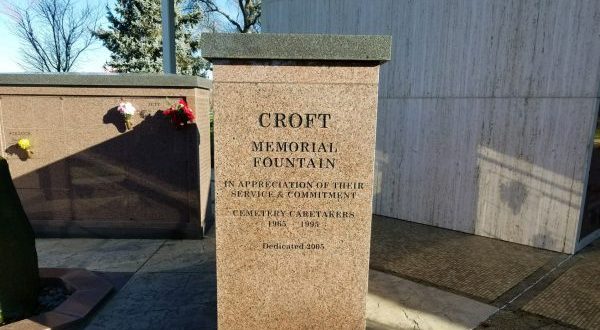 CROFT
MEMORIAL
FOUNTAIN
IN APPRECIATION OF THEIR
SERVICE & COMMITMENT
CEMETERY CARETAKERS
1965 - 1995
Dedicated 2005